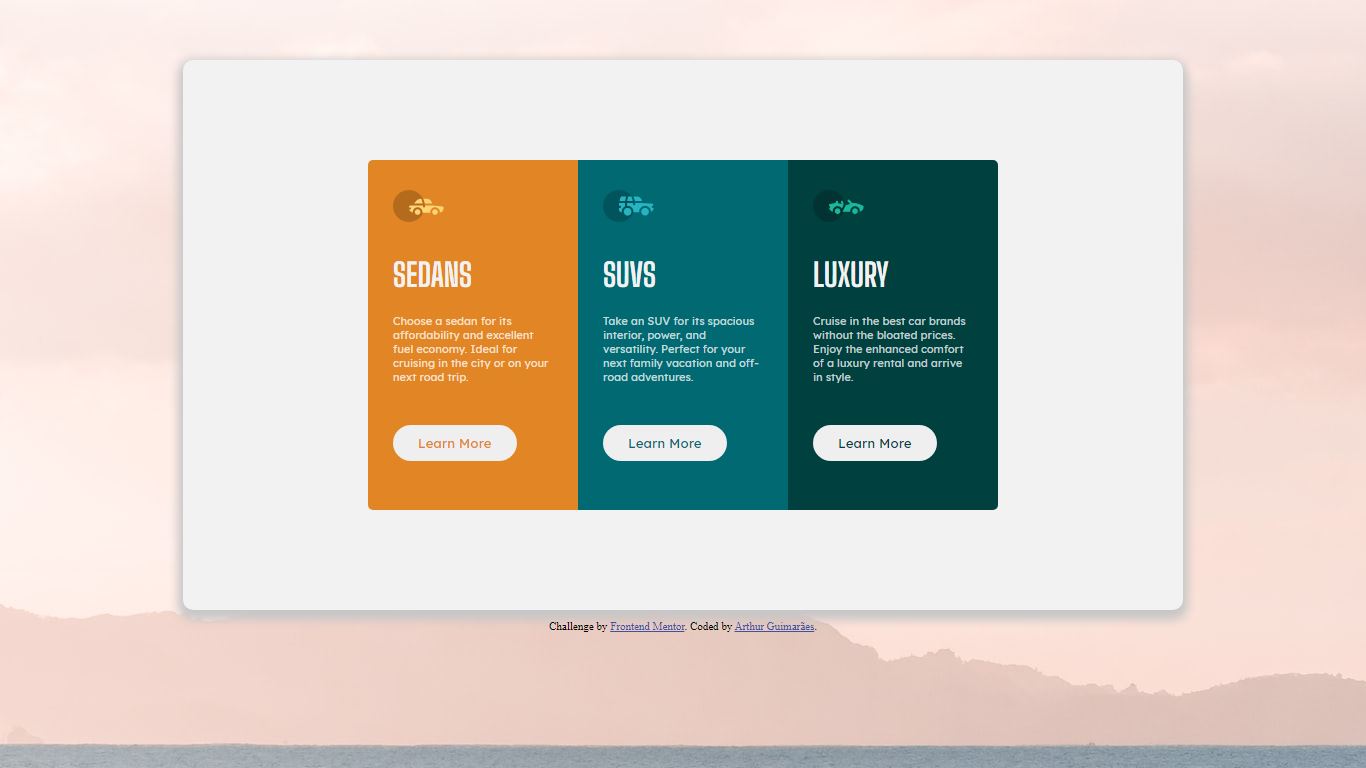 SEDANS
Choose a sedan for its
affordability and excellent
fuel economy. Ideal for
cruising in the city or on your
next road trip.
Learn More
SUVS
Take an SUV for its spacious
interior, power, and
versatility. Perfect for your
next family vacation and off-
road adventures.
Learn More
LUXURY
Cruise in the best car brands
without the bloated prices.
Enjoy the enhanced comfort
of a luxury rental and arrive
in style.
Learn More
Challenge by Frontend Mentor. Coded by Arthur Guimarães.